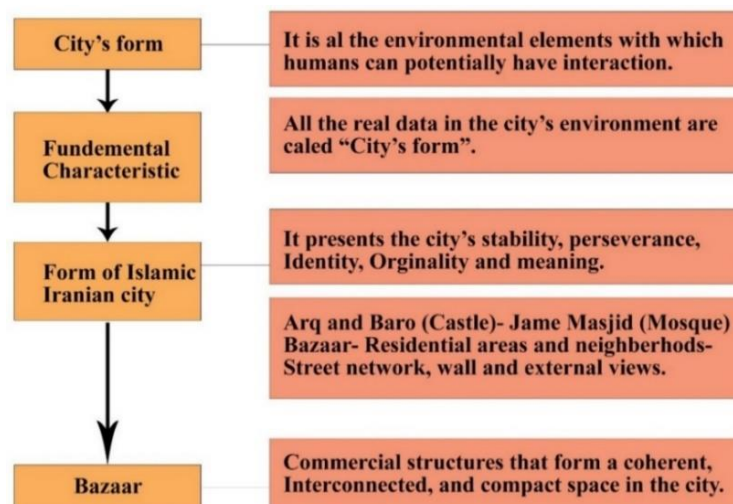 City's form
It is al the environmental elements with which
humans can potentially have interaction.
All the real data in the city's environment are
caled “City's form”.
Fundemental
Characteristic
It presents the city's stability, perseverance,
Identity, Orginality and meaning.
Form of Islamic
Iranian city
Arq and Baro (Castle)- Jame Masjid (Mosque)
Bazaar- Residential areas and neighberhods-
Street network, wall and external views.
Bazaar
Commercial structures that form a coherent,
Interconnected, and compact space in the city.